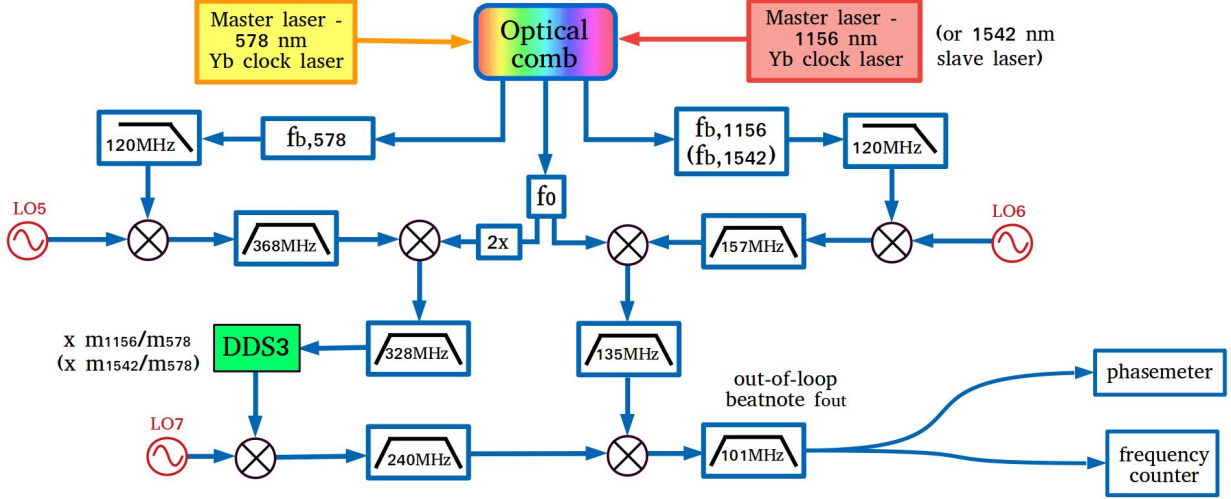 Master laser -
578 nm
Yb clock laser
Optical
comb
Master laser -
1156 nm
Yb clock laser
(or 1542 nm
slave laser)
120MHz
fb,578
fb,1156
(fb,1542)
120MHz
f0
LO5
368MHz
2x
157MHz
LO6
x m1156/m578
(x m1542/m578)
DDS3
328MHz
135MHz
out-of-loop
beatnote fout
phasemeter
LO7
240MHz
101MHz
frequency
counter